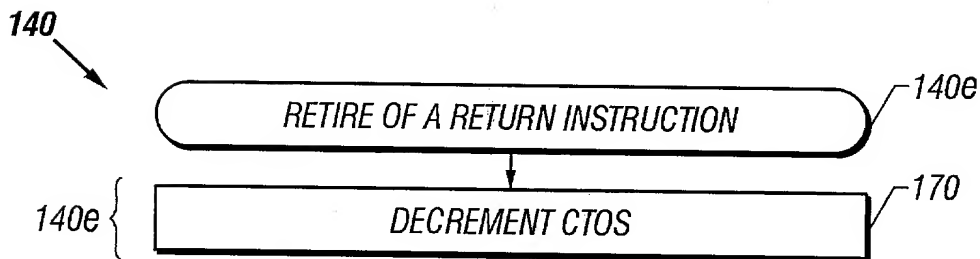 140
RETIRE OF A RETURN INSTRUCTION
140e
140e
DECREMENT CTOS
170